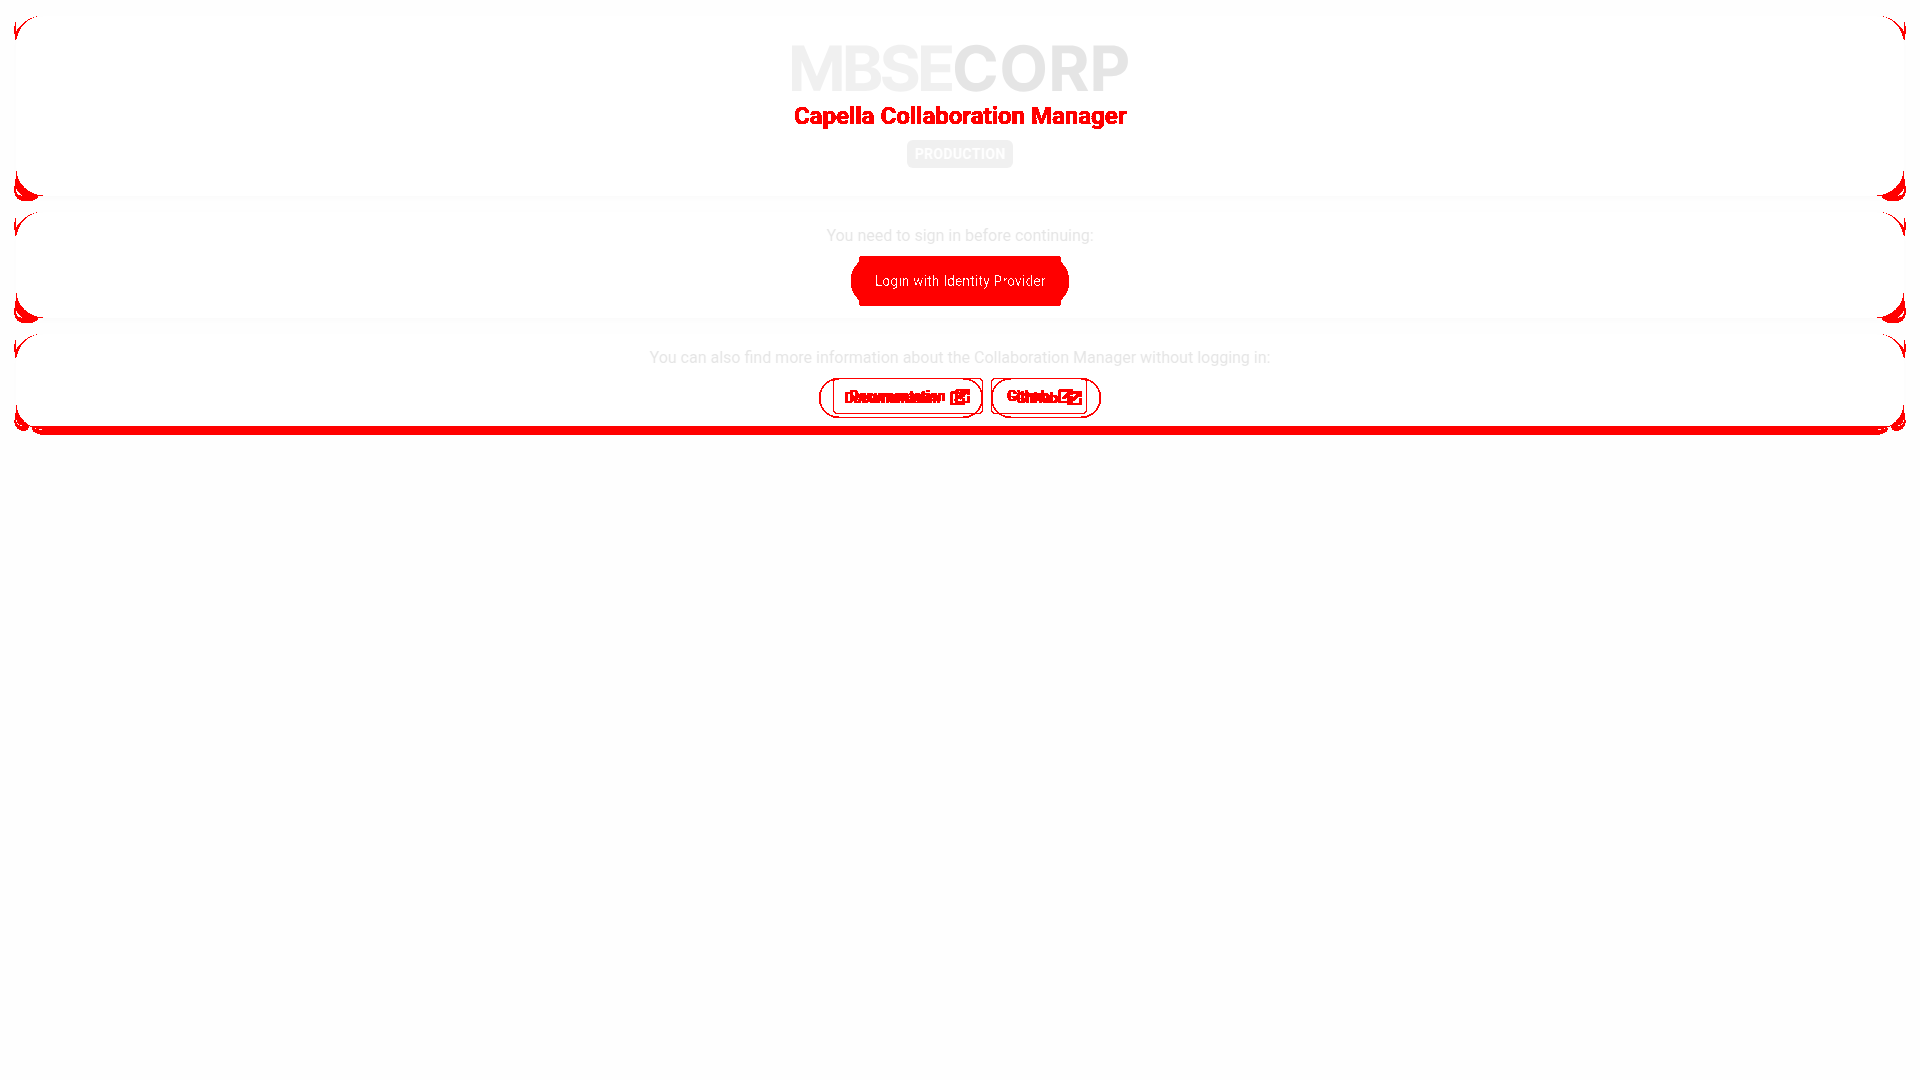 MBSECORP
Capella Collaboration Manager
PRODUCTION
You need to sign in before continuing:
Login with Identity Provider
You can also find more information about the Collaboration Manager without logging in:
Documentation